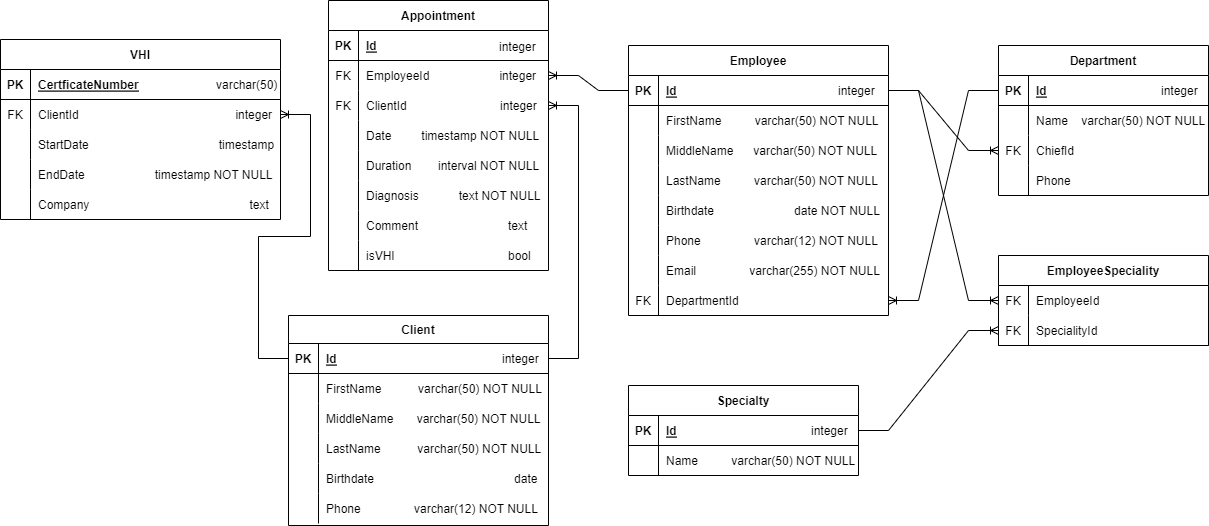 VHI
PK CertficateNumber varchar(50)
FK ClientId integer
StartDate timestamp
EndDate timestamp NOT NULL
Company text
Appointment
PK Id integer
FK EmployeeId integer
FK ClientId integer
Date timestamp NOT NULL
Duration interval NOT NULL
Diagnosis text NOT NULL
Comment text
isVHI bool
Client
PK Id integer
FirstName varchar(50) NOT NULL
MiddleName varchar(50) NOT NULL
LastName varchar(50) NOT NULL
Birthdate date
Phone varchar(12) NOT NULL
Employee
PK Id integer
FirstName varchar(50) NOT NULL
MiddleName varchar(50) NOT NULL
LastName varchar(50) NOT NULL
Birthdate date NOT NULL
Phone varchar(12) NOT NULL
Email varchar(255) NOT NULL
FK DepartmentId
Specialty
PK Id integer
Name varchar(50) NOT NULL
Department
PK Id integer
Name varchar(50) NOT NULL
FK ChiefId
Phone
EmployeeSpeciality
FK EmployeeId
FK SpecialityId